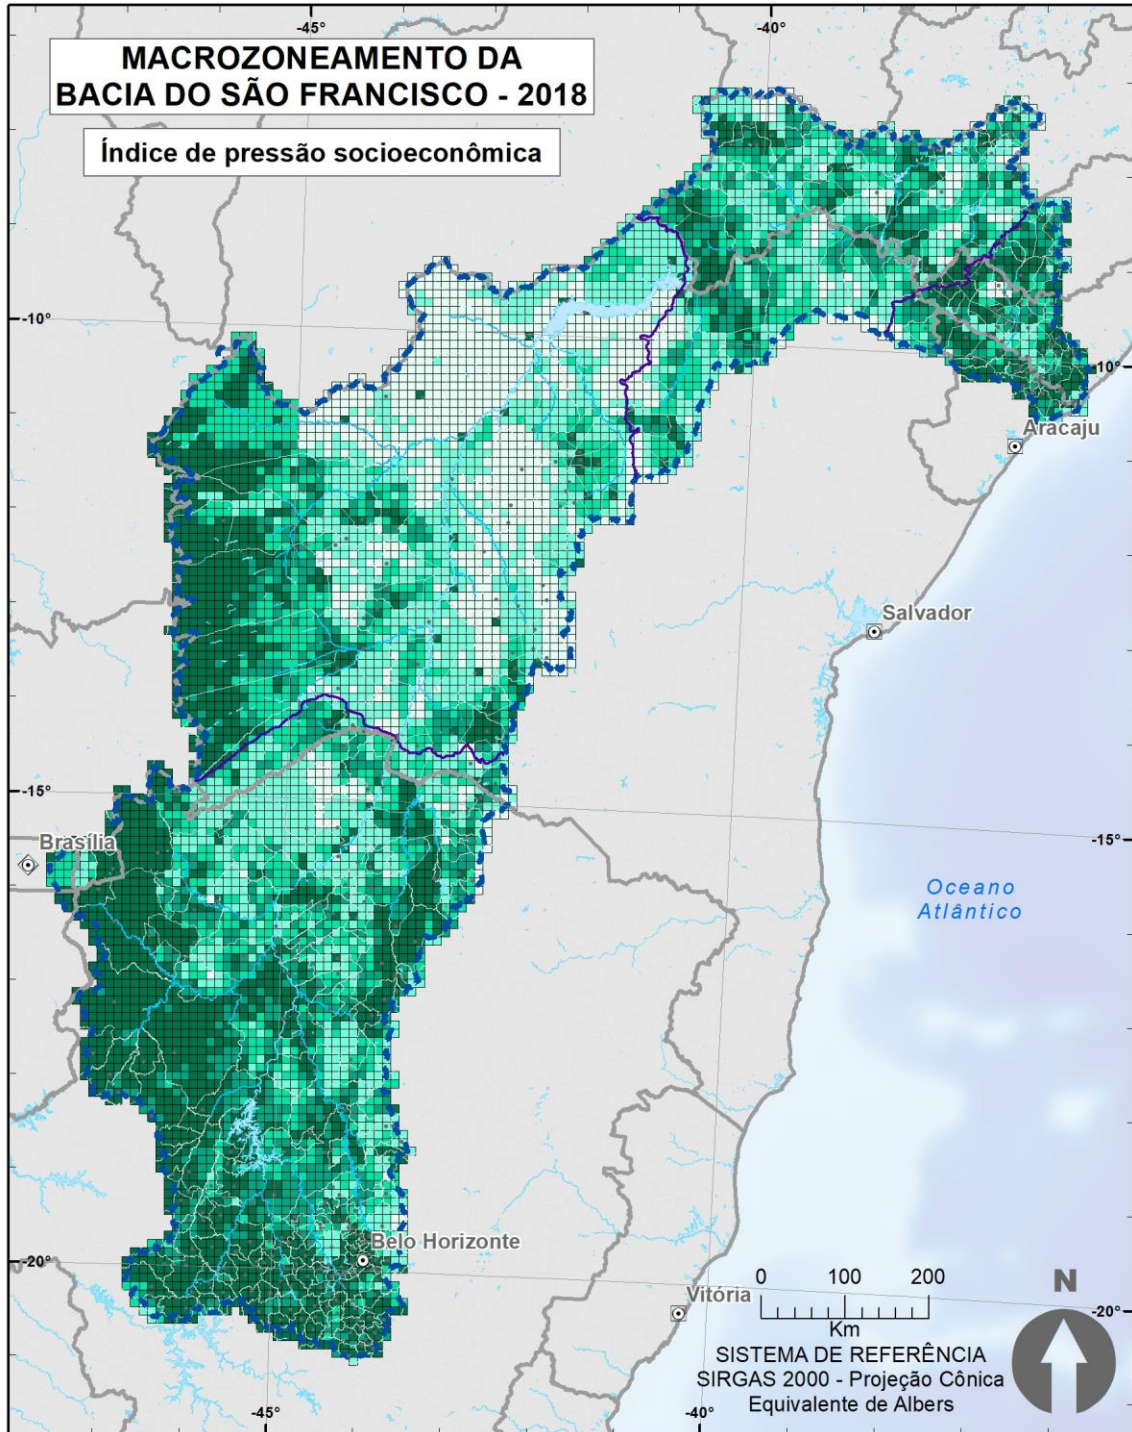 -45°
-40°
MACROZONEAMENTO DA
BACIA DO SÃO FRANCISCO - 2018
Índice de pressão socioeconômica
-10°
-10°
Aracaju
Salvador
-15°
Brasília
-15°
Oceano
Atlântico
Belo Horizonte
-20°
Vitória
0 100 200
Km
N
-20°
SISTEMA DE REFERÊNCIA
SIRGAS 2000 - Projeção Cônica
Equivalente de Albers
-45°
-40°